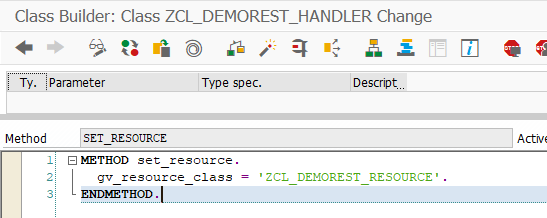 Class Builder: Class ZCL_DEMOREST_HANDLER Change
Ty. Parameter Type spec. Descript...
Method SET_RESOURCE Active
1 METHOD set_resource.
2 gv_resource_class = 'ZCL_DEMOREST_RESOURCE'.
3 ENDMETHOD.